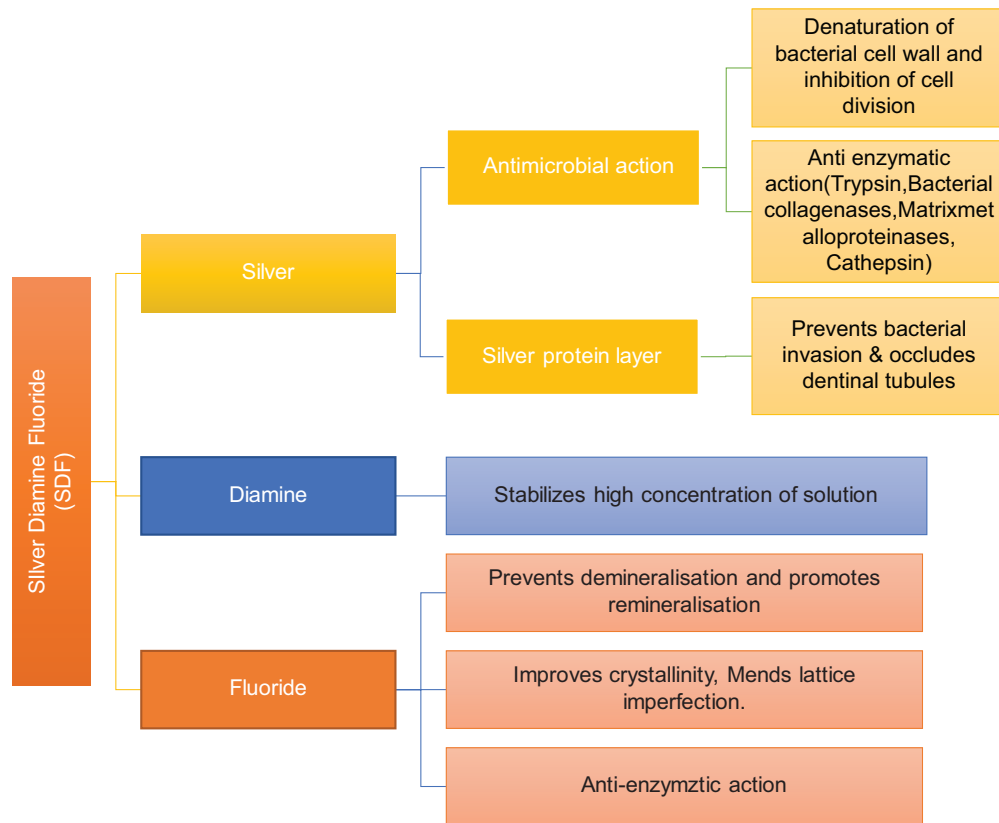 SIlver Diamine Fluoride
(SDF)
Silver
Antimicrobial action
Denaturation of
bacterial cell wall and
inhibition of cell
division
Anti enzymatic
action(Trypsin,Bacterial
collagenases,Matrixmet
alloproteinases,
Cathepsin)
Silver protein layer
Prevents bacterial
invasion & occludes
dentinal tubules
Diamine
Stabilizes high concentration of solution
Fluoride
Prevents demineralisation and promotes
remineralisation
Improves crystallinity, Mends lattice
imperfection.
Anti-enzymztic action